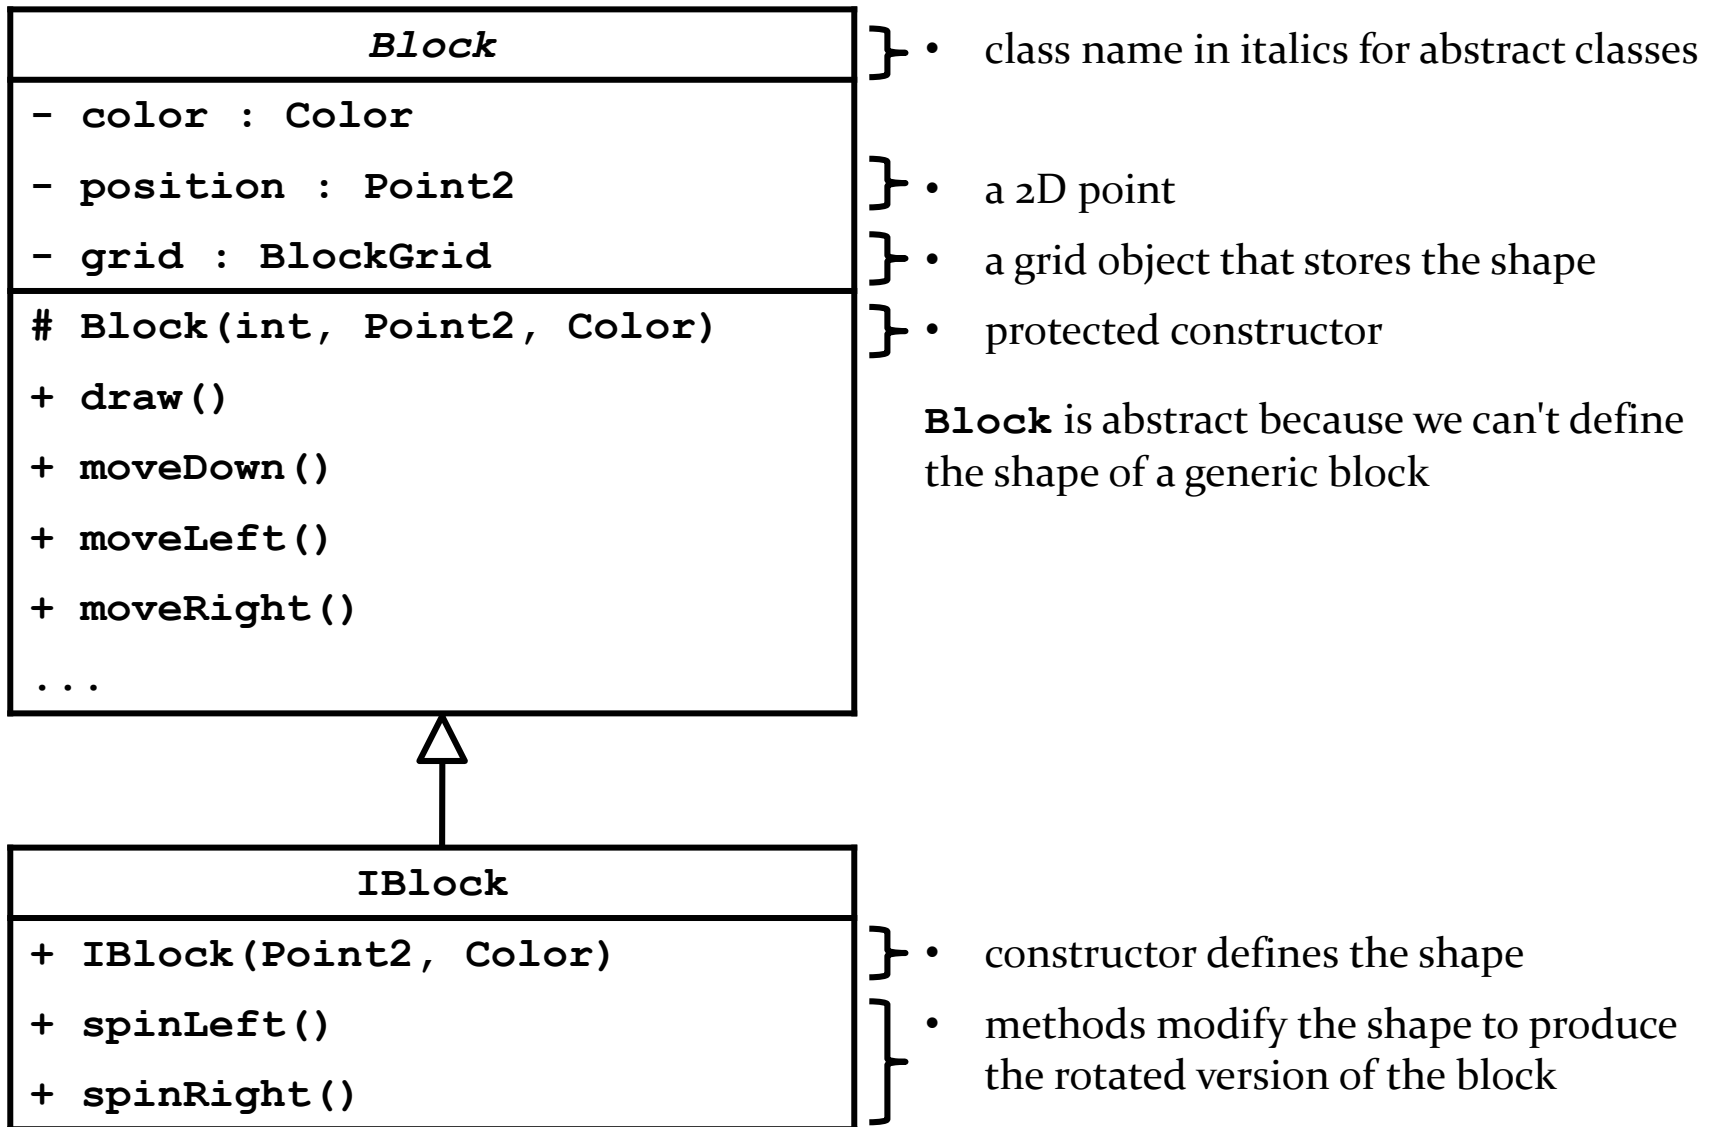 Block
• class name in italics for abstract classes
- color : Color
- position : Point2
• a 2D point
- grid : BlockGrid
• a grid object that stores the shape
# Block(int, Point2, Color)
• protected constructor
+ draw()
+ moveDown()
+ moveLeft()
+ moveRight()
...
Block is abstract because we can't define
the shape of a generic block
IBlock
+ IBlock(Point2, Color)
• constructor defines the shape
+ spinLeft()
+ spinRight()
• methods modify the shape to produce
the rotated version of the block